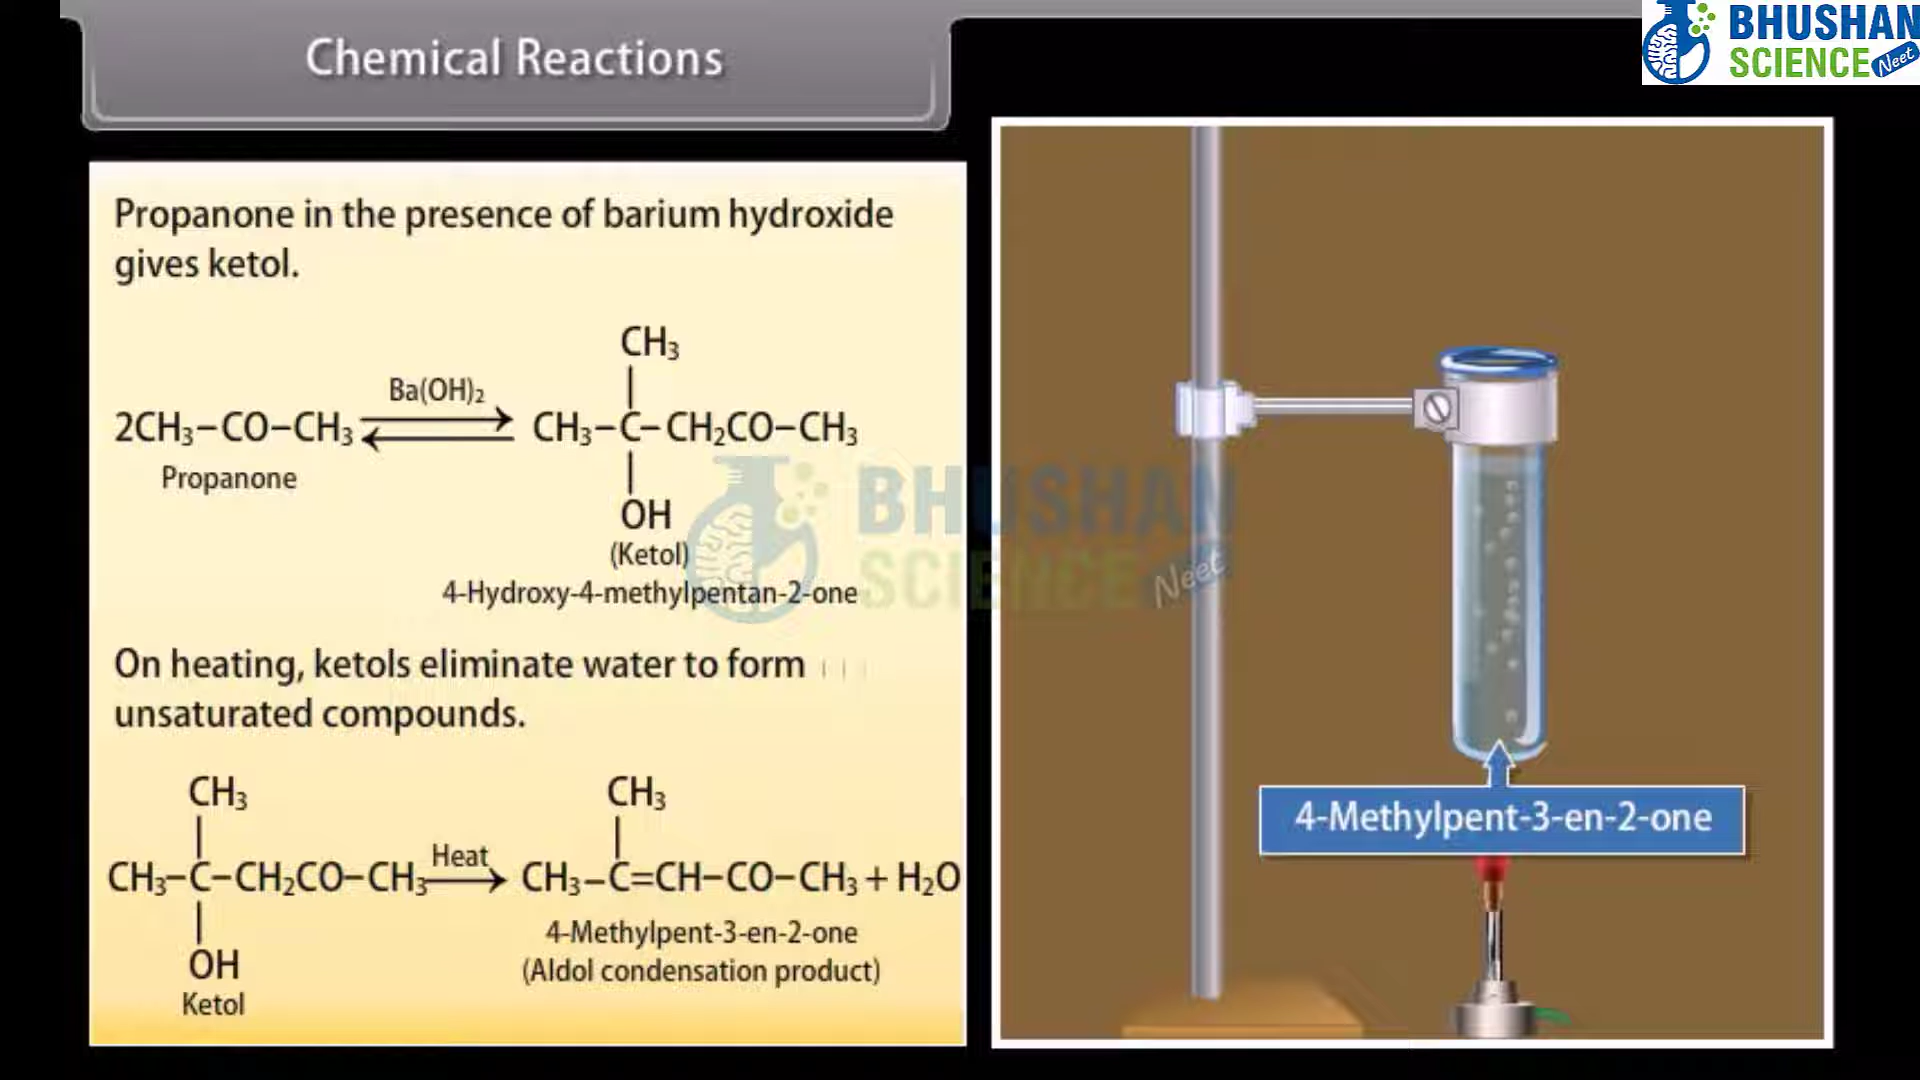 Chemical Reactions
BHUSHAN
SCIENCE Neet
Propanone in the presence of barium hydroxide
gives ketol.
CH₃
Ba(OH)₂
2CH₃–CO–CH₃ ⇌ CH₃–C–CH₂CO–CH₃
Propanone
OH
(Ketol)
4-Hydroxy-4-methylpentan-2-one
BHUSHAN
SCIENCE Neet
On heating, ketols eliminate water to form
unsaturated compounds.
CH₃ CH₃
Heat
CH₃–C–CH₂CO–CH₃ → CH₃–C=CH–CO–CH₃ + H₂O
OH
Ketol
4-Methylpent-3-en-2-one
(Aldol condensation product)
4-Methylpent-3-en-2-one